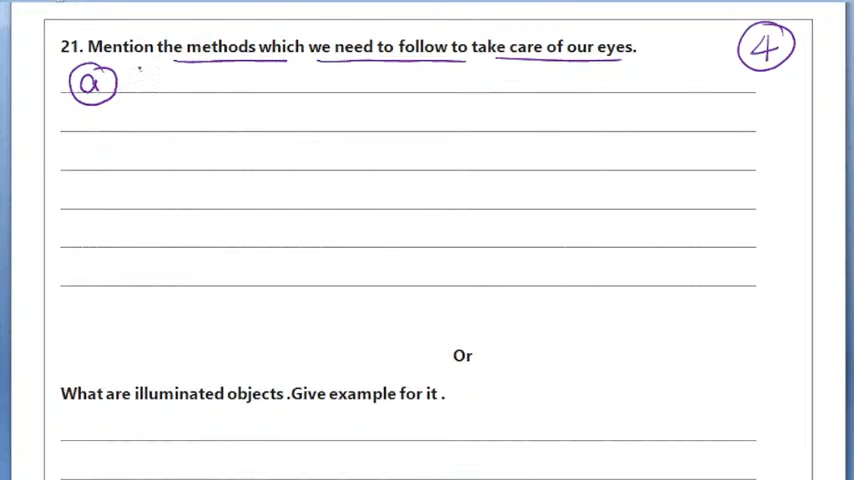 21. Mention the methods which we need to follow to take care of our eyes.
4
a
Or
What are illuminated objects .Give example for it .